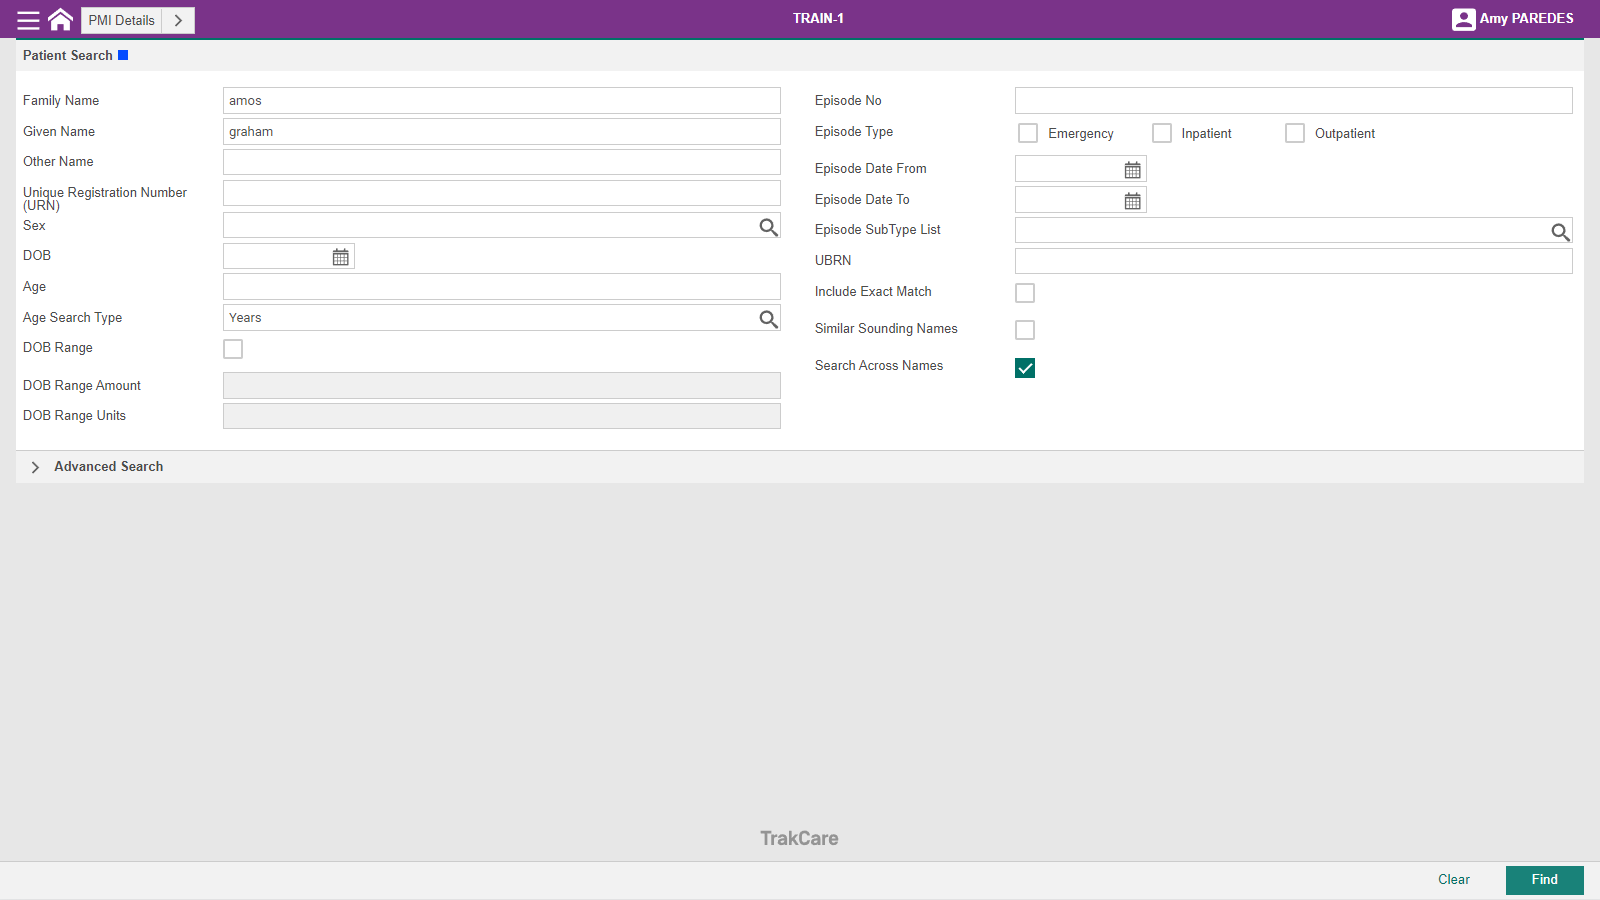 PMI Details
TRAIN-1
Amy PAREDES
Patient Search
Family Name
amos
Given Name
graham
Other Name
Unique Registration Number
(URN)
Sex
DOB
Age
Age Search Type
Years
DOB Range
DOB Range Amount
DOB Range Units
Episode No
Episode Type
Emergency
Inpatient
Outpatient
Episode Date From
Episode Date To
Episode SubType List
UBRN
Include Exact Match
Similar Sounding Names
Search Across Names
Advanced Search
TrakCare
Clear
Find